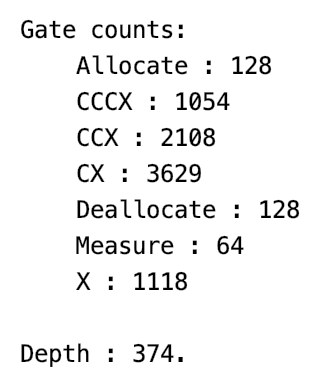 Gate counts:
Allocate : 128
CCCX : 1054
CCX : 2108
CX : 3629
Deallocate : 128
Measure : 64
X : 1118
Depth : 374.